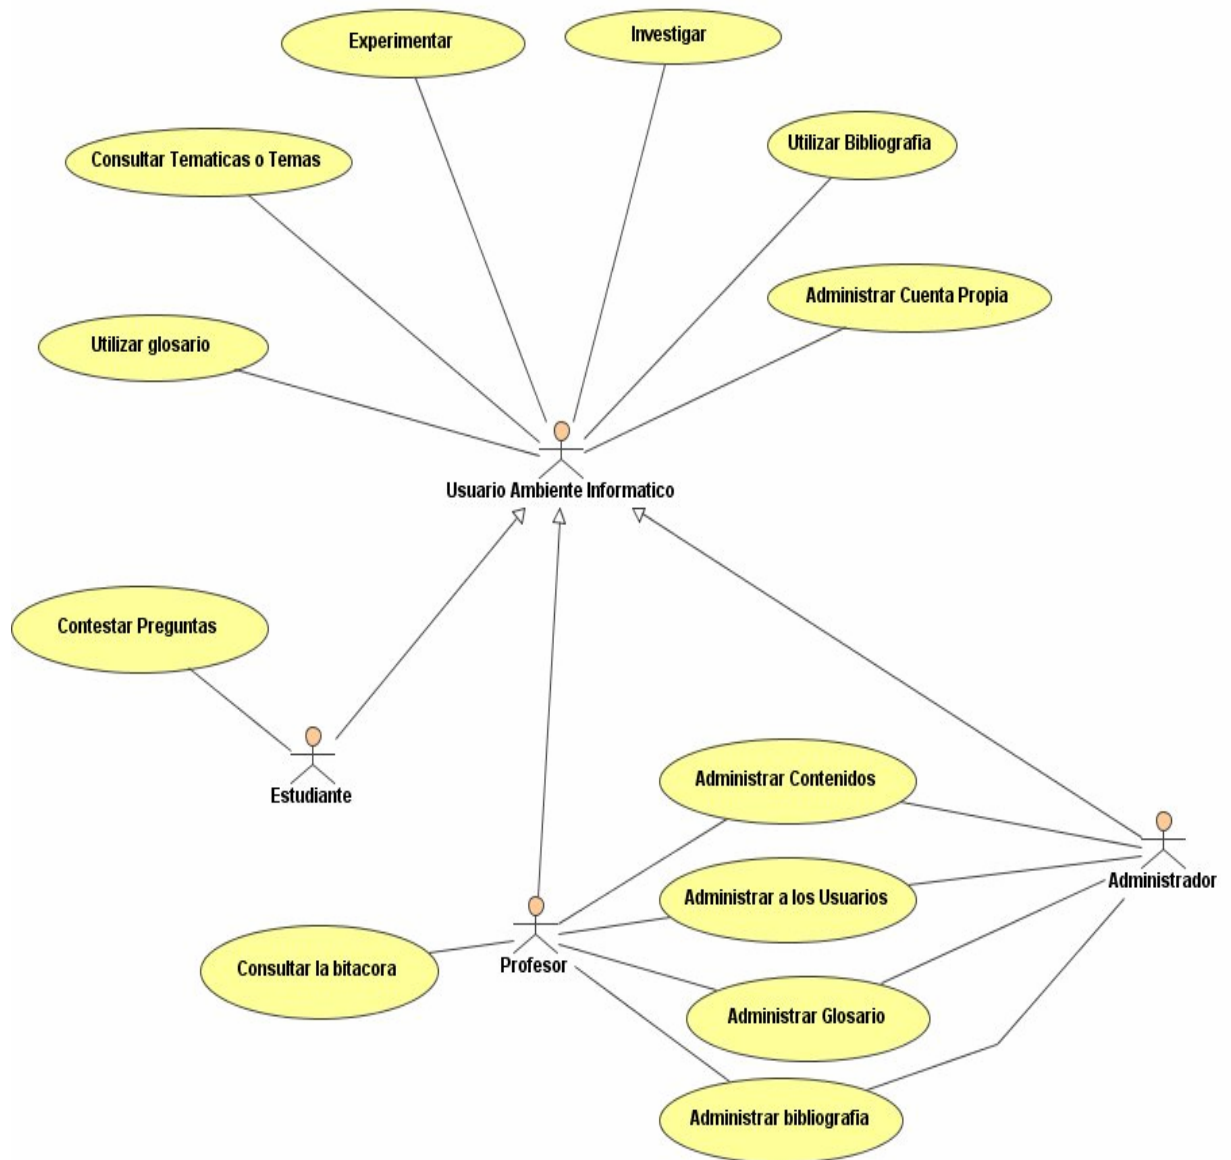 Experimentar
Investigar
Utilizar Bibliografia
Consultar Tematicas o Temas
Administrar Cuenta Propia
Utilizar glosario
Usuario Ambiente Informatico
Contestar Preguntas
Estudiante
Administrar Contenidos
Administrador
Administrar a los Usuarios
Profesor
Consultar la bitacora
Administrar Glosario
Administrar bibliografia